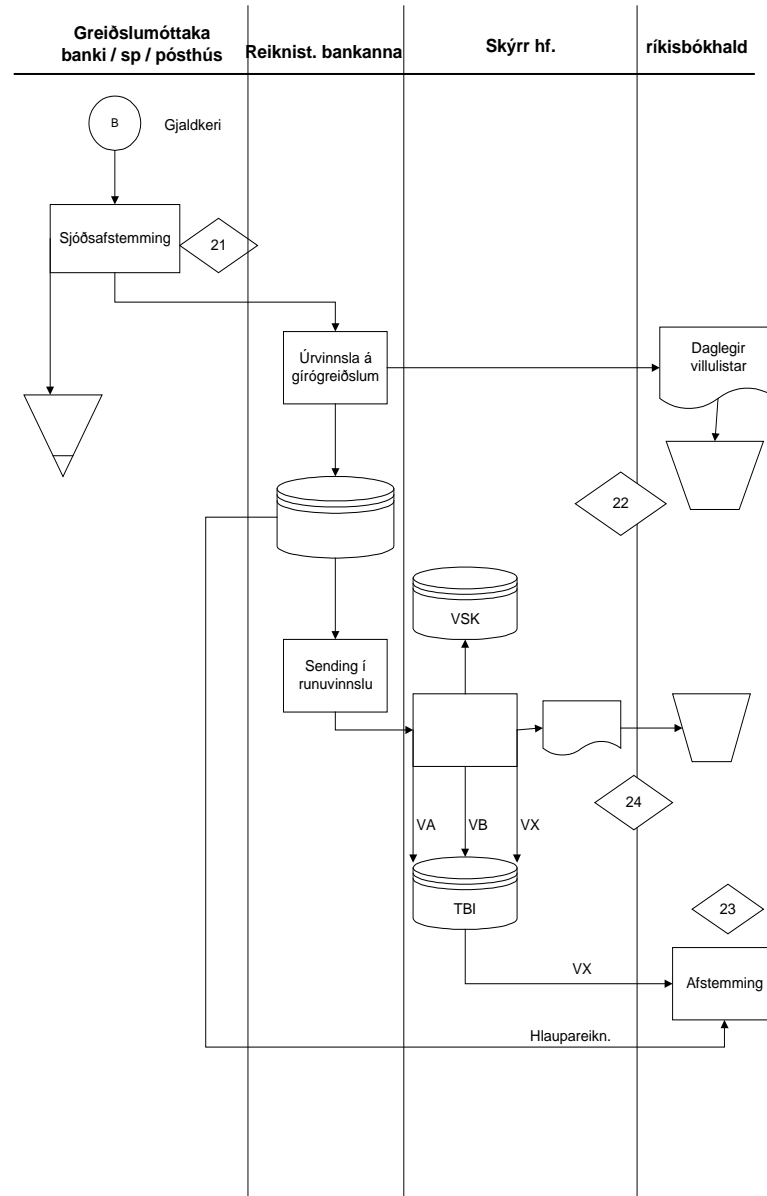 Greiðslumóttaka
banki / sp / pósthús
Reiknist. bankanna
Skýrr hf.
ríkisbókhald
B
Gjaldkeri
Sjóðsafstemming
21
Úrvinnsla á
gírógreiðslum
Daglegir
villulistar
22
VSK
Sending í
runuvinnslu
24
VA
VB
VX
TBI
23
VX
Afstemming
Hlaupareikn.